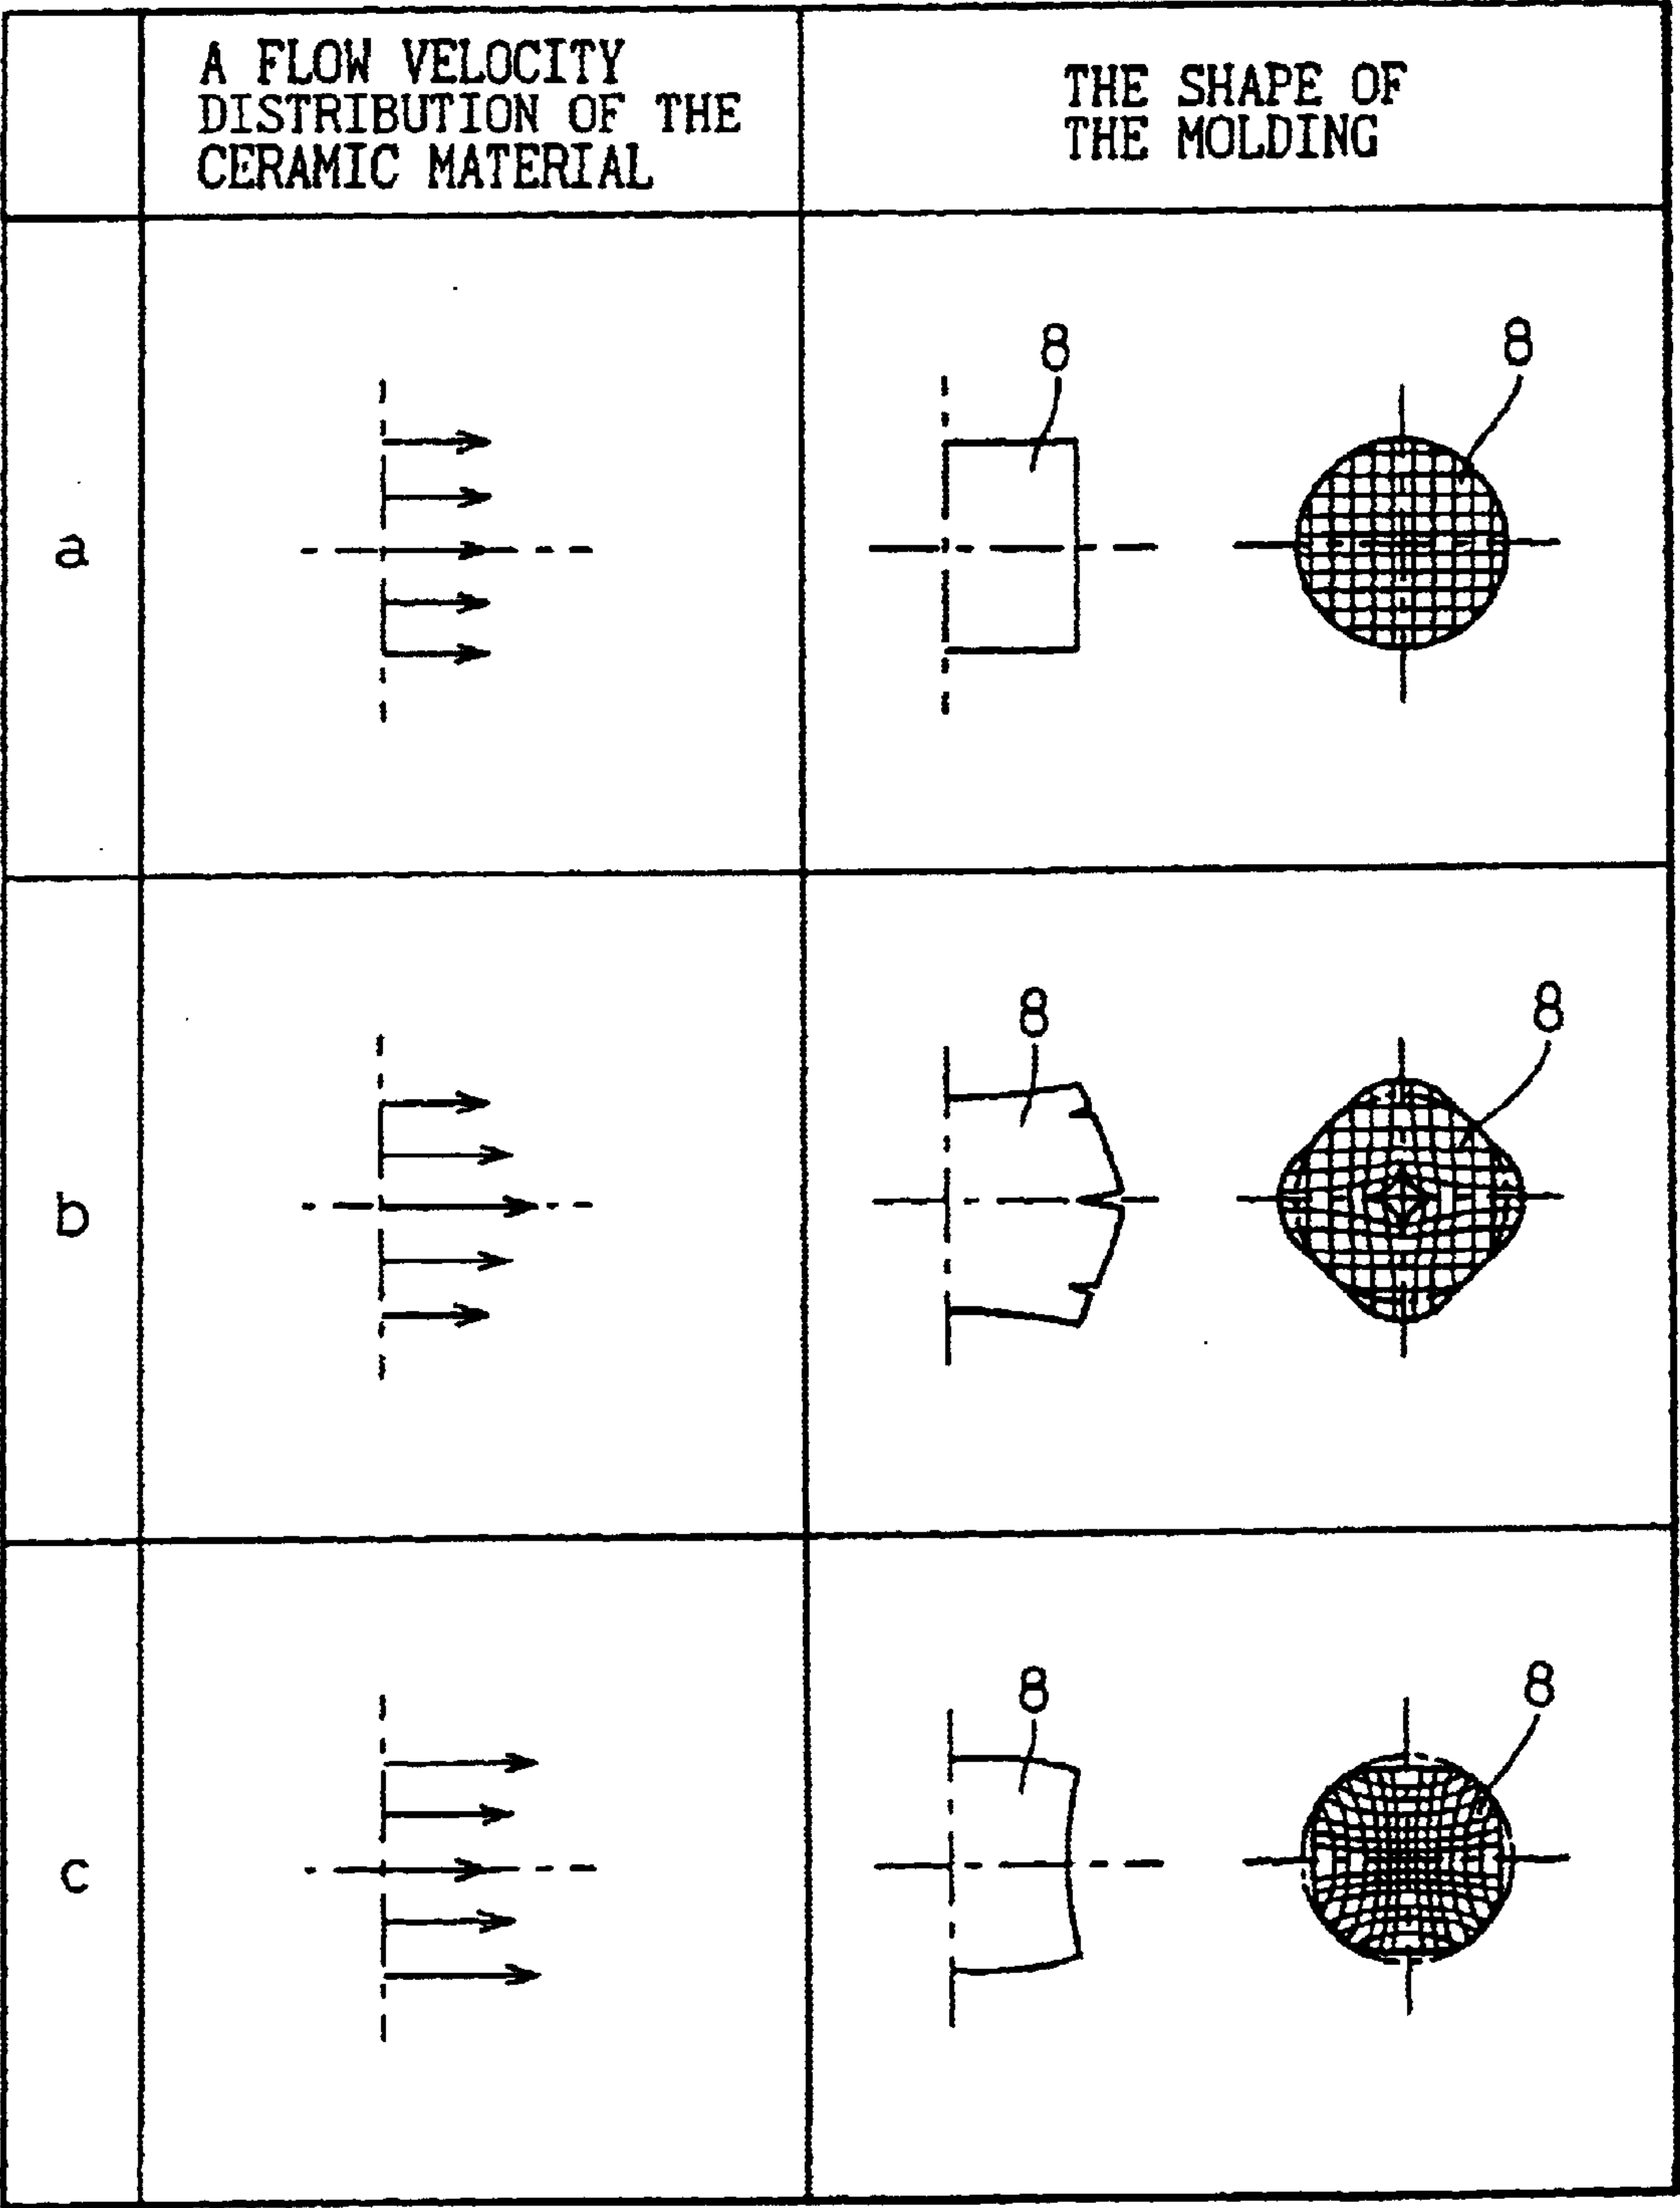 A FLOW VELOCITY
DISTRIBUTION OF THE
CERAMIC MATERIAL
THE SHAPE OF
THE MOLDING
a
8
8
b
8
8
c
8
8